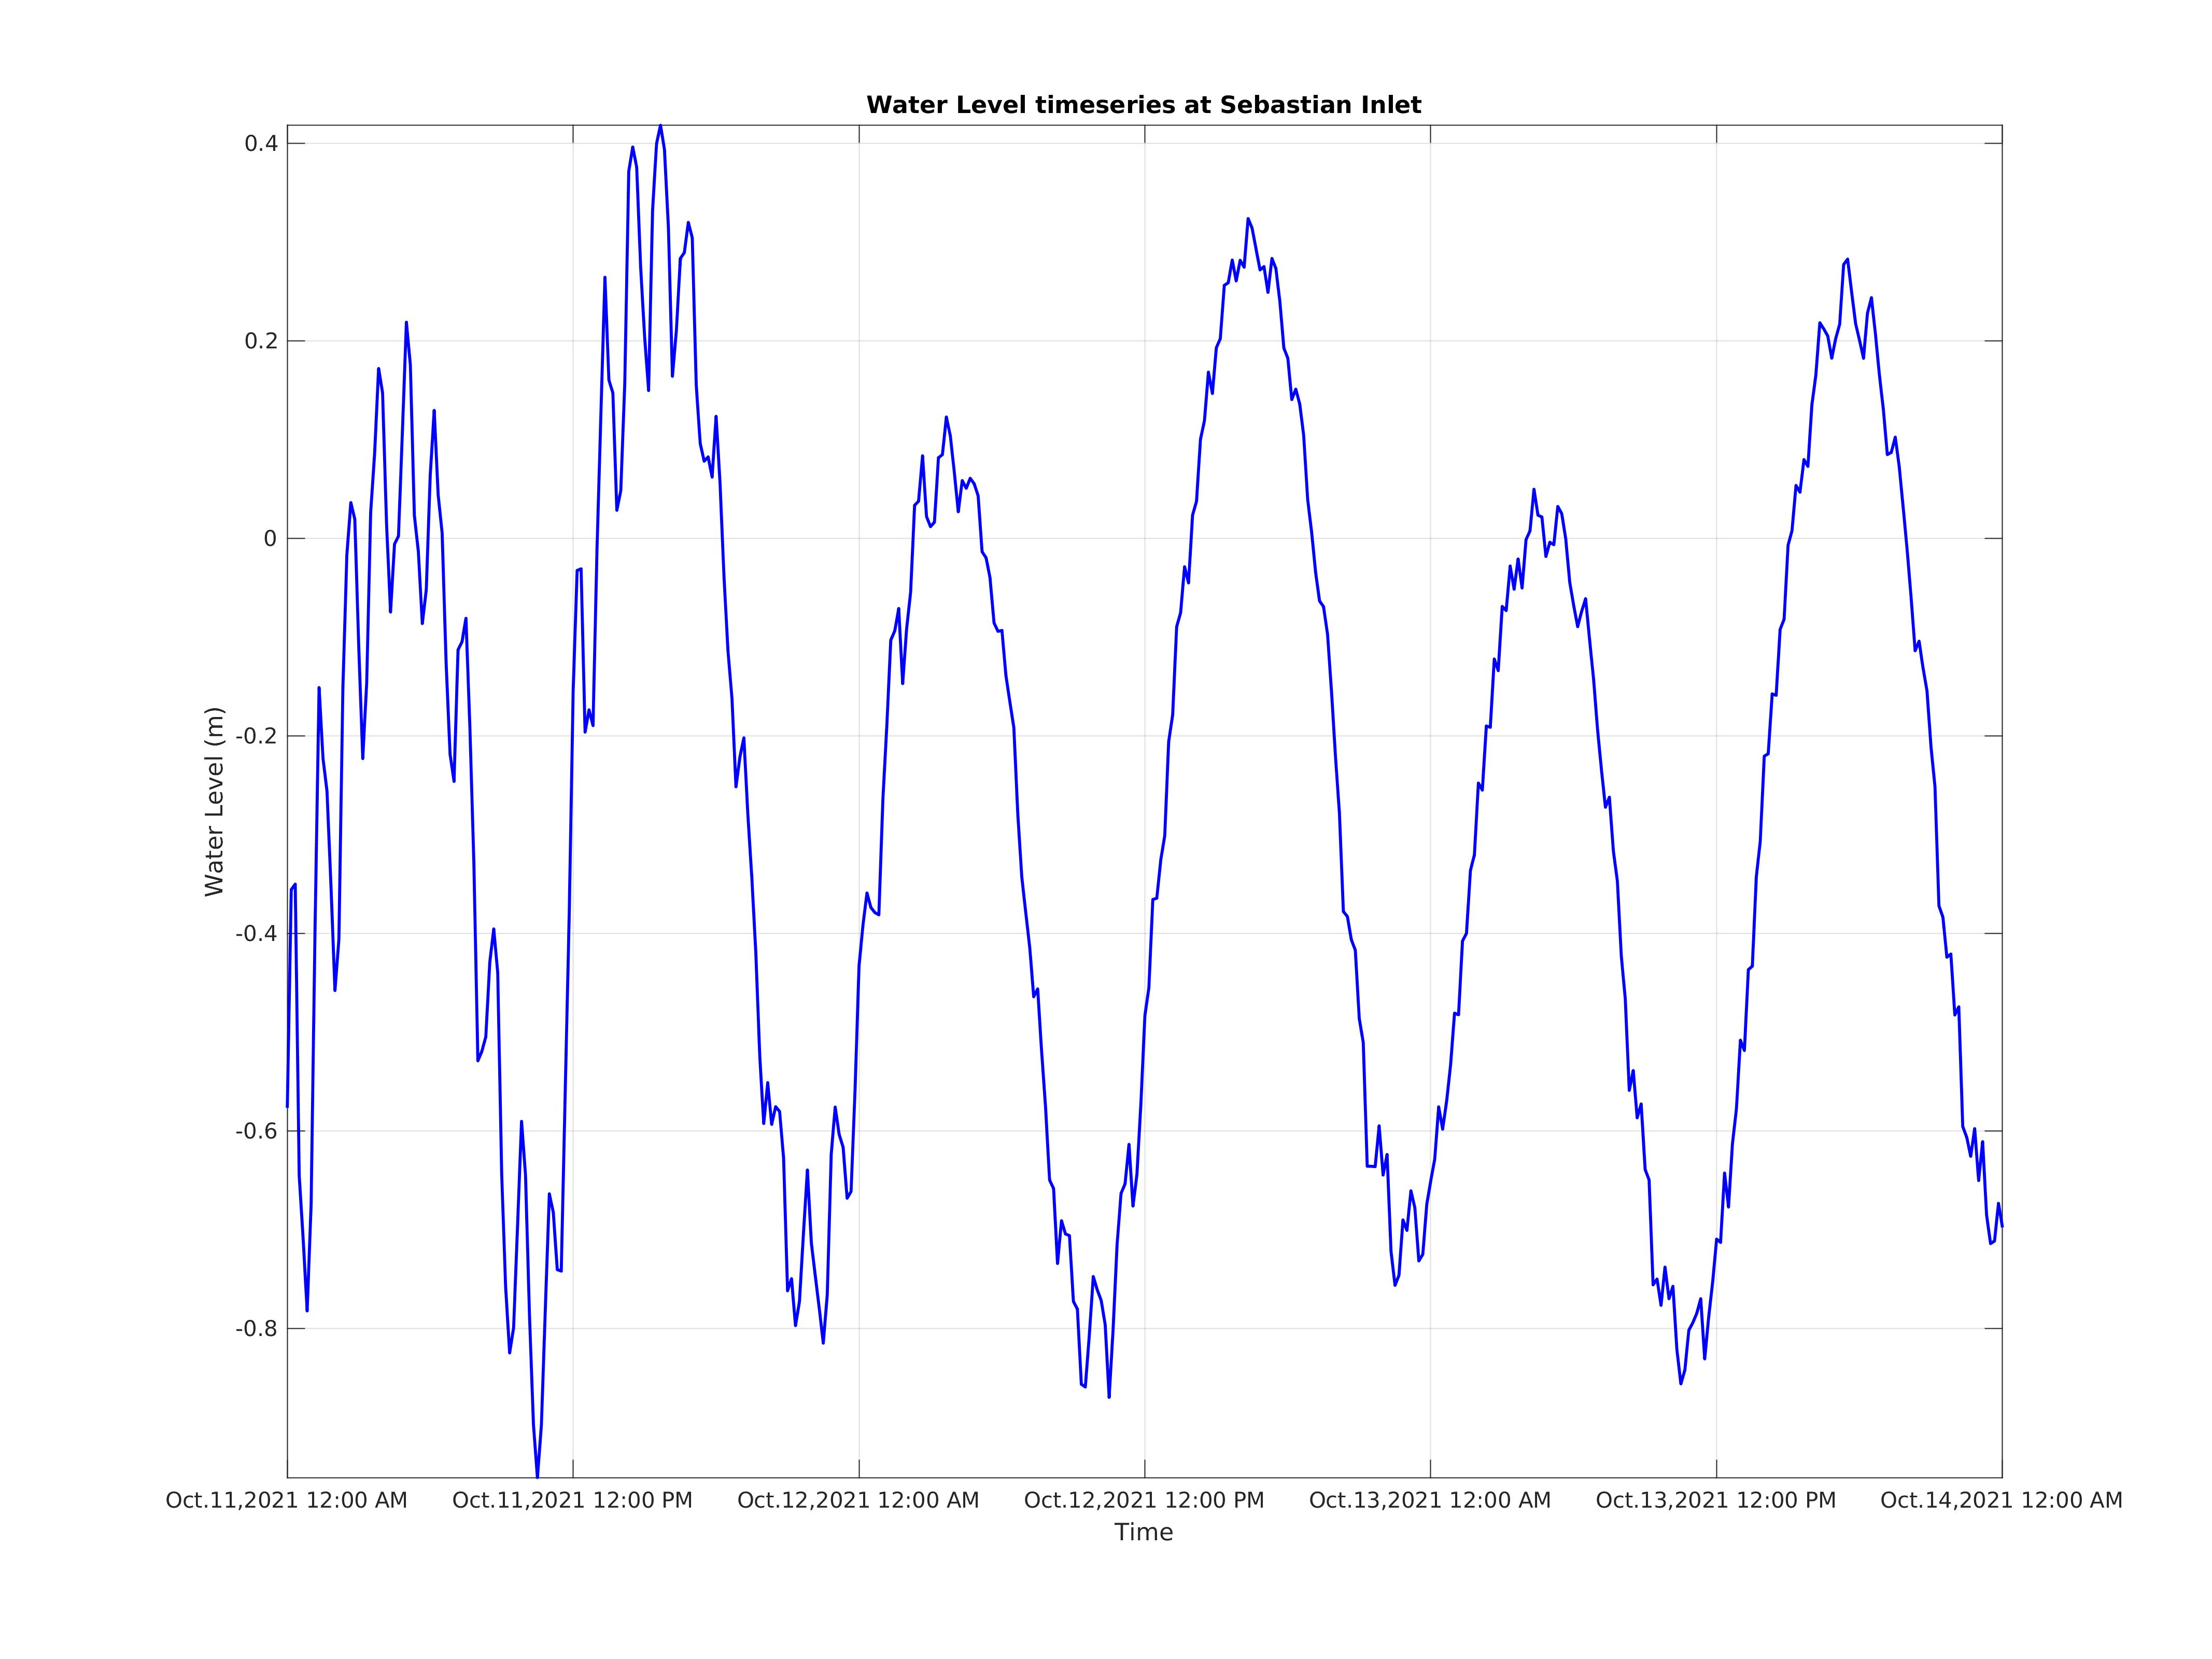 Water Level timeseries at Sebastian Inlet
0.4
0.2
0
-0.2
-0.4
-0.6
-0.8
Water Level (m)
Oct.11,2021 12:00 AM
Oct.11,2021 12:00 PM
Oct.12,2021 12:00 AM
Oct.12,2021 12:00 PM
Oct.13,2021 12:00 AM
Oct.13,2021 12:00 PM
Oct.14,2021 12:00 AM
Time